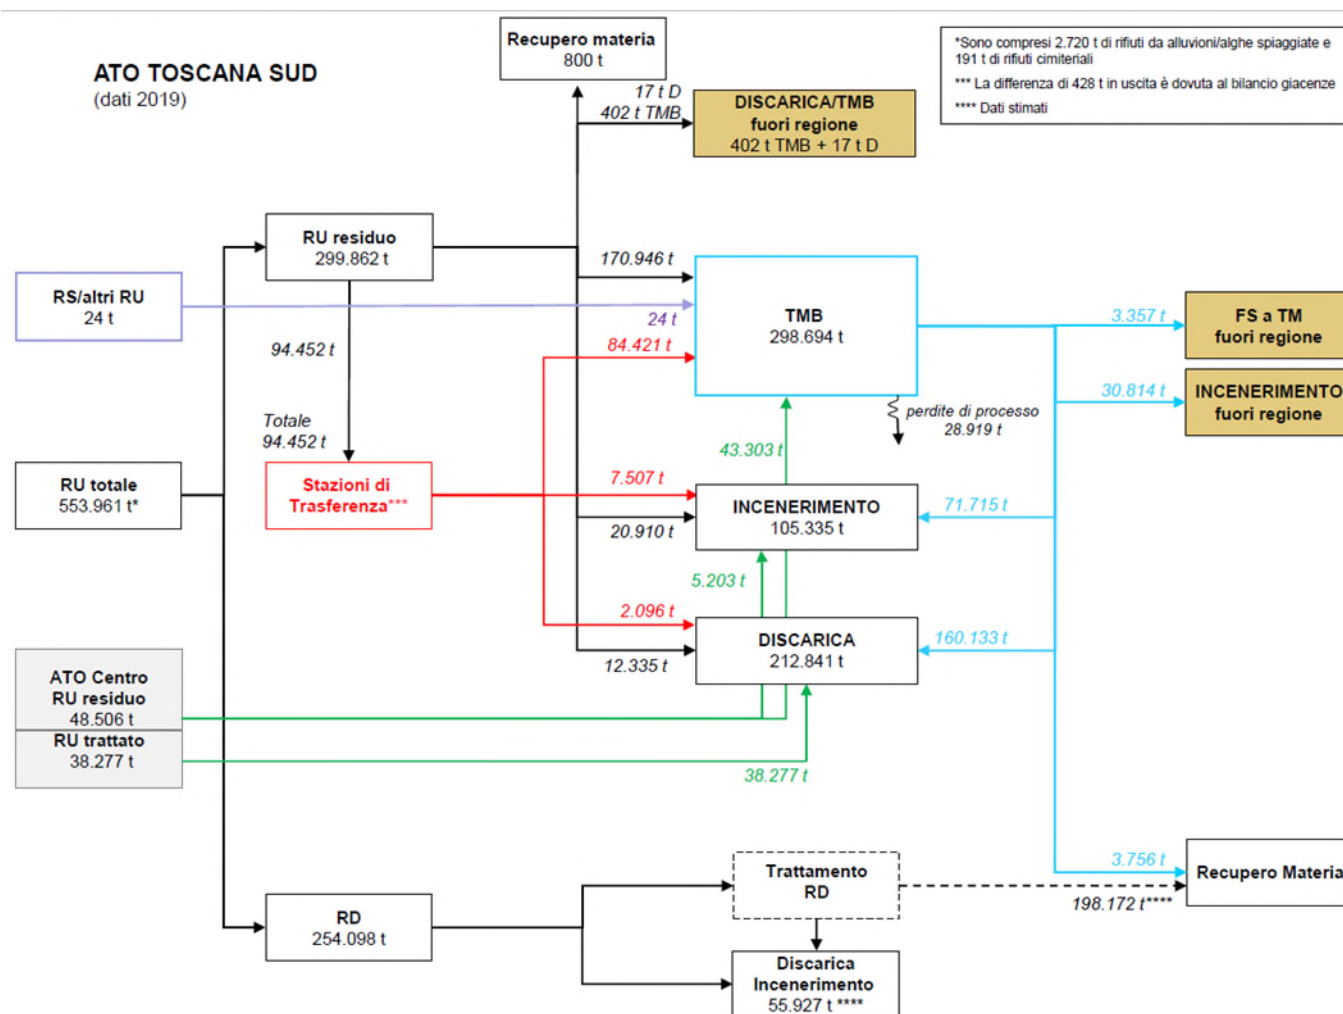 ATO TOSCANA SUD
(dati 2019)
Recupero materia
800 t
*Sono compresi 2.720 t di rifiuti da alluvioni/alghe spiaggiate e
191 t di rifiuti cimiteriali
*** La differenza di 428 t in uscita è dovuta al bilancio giacenze
**** Dati stimati
17 t D
402 t TMB
DISCARICA/TMB
fuori regione
402 t TMB + 17 t D
RU residuo
299.862 t
170.946 t
RS/altri RU
24 t
24 t
TMB
298.694 t
3.357 t
FS a TM
fuori regione
94.452 t
84.421 t
30.814 t
INCENERIMENTO
fuori regione
Totale
94.452 t
perdite di processo
28.919 t
43.303 t
RU totale
553.961 t*
Stazioni di
Trasferenza***
7.507 t
INCENERIMENTO
105.335 t
71.715 t
20.910 t
5.203 t
2.096 t
DISCARICA
212.841 t
160.133 t
12.335 t
ATO Centro
RU residuo
48.506 t
RU trattato
38.277 t
38.277 t
Trattamento
RD
3.756 t
Recupero Materia
198.172 t****
RD
254.098 t
Discarica
Incenerimento
55.927 t ****